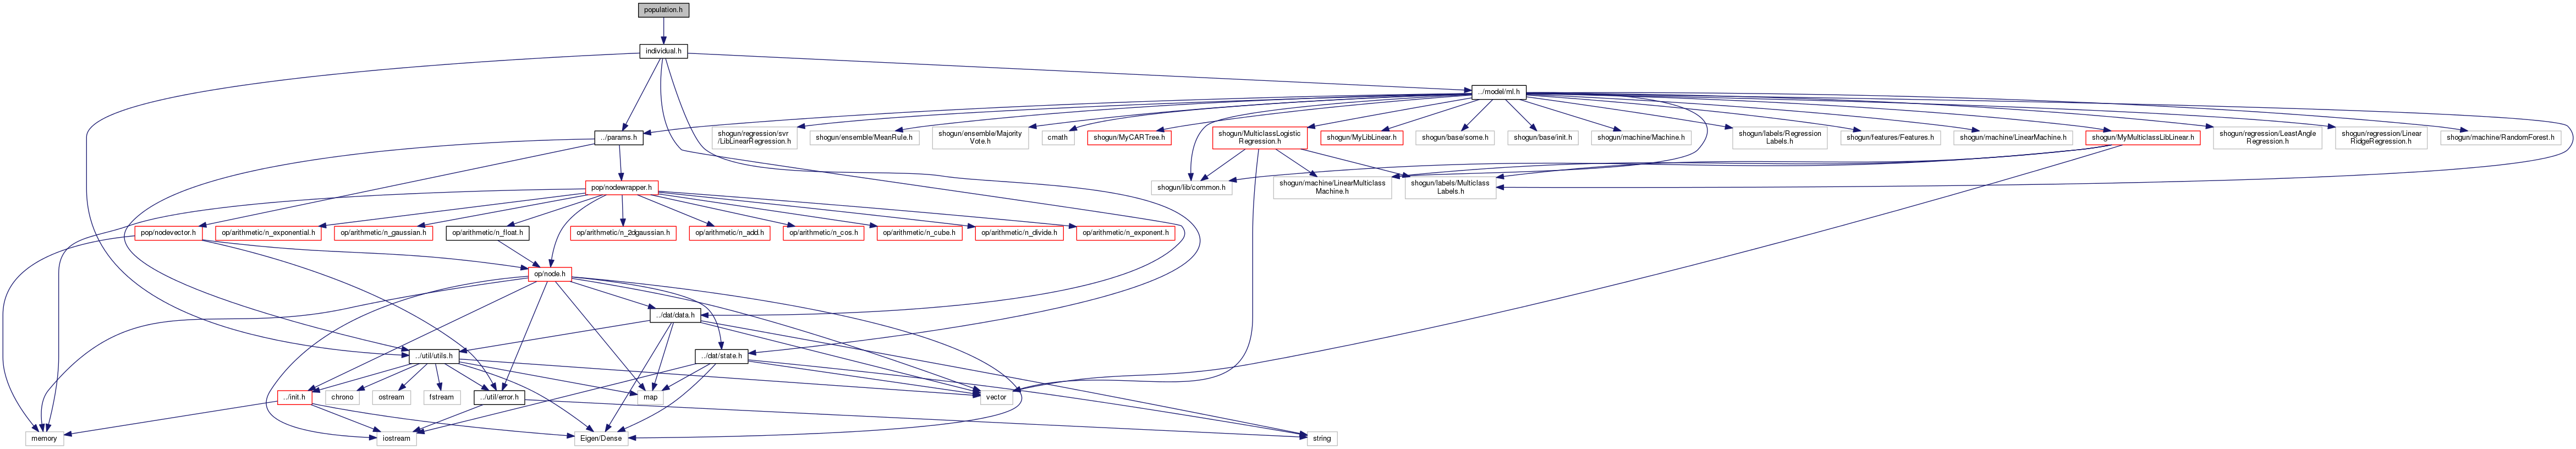 population.h
individual.h
../model/ml.h
../params.h
shogun/regression/svr
/LibLinearRegression.h
shogun/ensemble/MeanRule.h
shogun/ensemble/Majority
Vote.h
cmath
shogun/MyCARTree.h
shogun/MulticlassLogistic
Regression.h
shogun/MyLibLinear.h
shogun/base/some.h
shogun/base/init.h
shogun/machine/Machine.h
shogun/labels/Regression
Labels.h
shogun/features/Features.h
shogun/machine/LinearMachine.h
shogun/MyMulticlassLibLinear.h
shogun/regression/LeastAngle
Regression.h
shogun/regression/Linear
RidgeRegression.h
shogun/machine/RandomForest.h
pop/nodewrapper.h
shogun/lib/common.h
shogun/machine/LinearMulticlass
Machine.h
shogun/labels/Multiclass
Labels.h
pop/nodevector.h
op/arithmetic/n_exponential.h
op/arithmetic/n_gaussian.h
op/arithmetic/n_float.h
op/arithmetic/n_2dgaussian.h
op/arithmetic/n_add.h
op/arithmetic/n_cos.h
op/arithmetic/n_cube.h
op/arithmetic/n_divide.h
op/arithmetic/n_exponent.h
op/node.h
../dat/data.h
../util/utils.h
../dat/state.h
../init.h
chrono
ostream
fstream
../util/error.h
map
vector
memory
iostream
Eigen/Dense
string